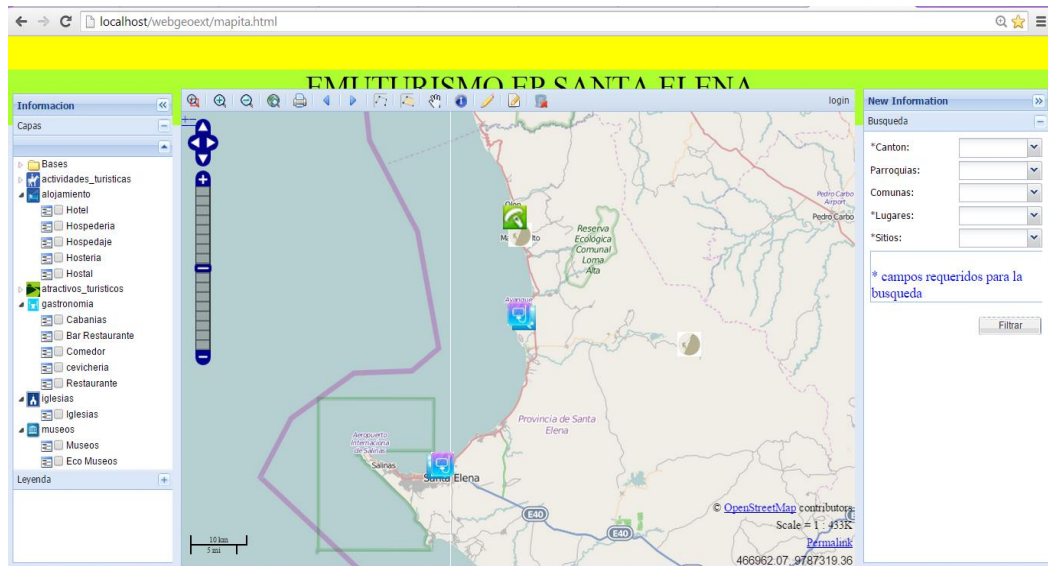 localhost/webgeoext/mapita.html
EMUTURISMO EP SANTA ELENA
Informacion
Capas
Bases
actividades_turisticas
alojamiento
Hotel
Hospederia
Hospedaje
Hosteria
Hostal
atractivos_turisticos
gastronomia
Cabanias
Bar Restaurante
Comedor
cevicheria
Restaurante
iglesias
Iglesias
museos
Museos
Eco Museos
Leyenda
login
Reserva
Ecológica
Comunal
Loma
Alta
Pedro Carbo
Airport
Pedro Carbo
Ayangue
Provincia de Santa
Elena
Aeropuerto
Internaciona
de Salinas
Salinas
Santa Elena
E40
E40
10 km
5 mi
© OpenStreetMap contributors
Scale = 1 : 433K
Permalink
466962.07, 9787319.36
New Information
Busqueda
*Canton:
Parroquias:
Comunas:
*Lugares:
*Sitios:
* campos requeridos para la
busqueda
Filtrar